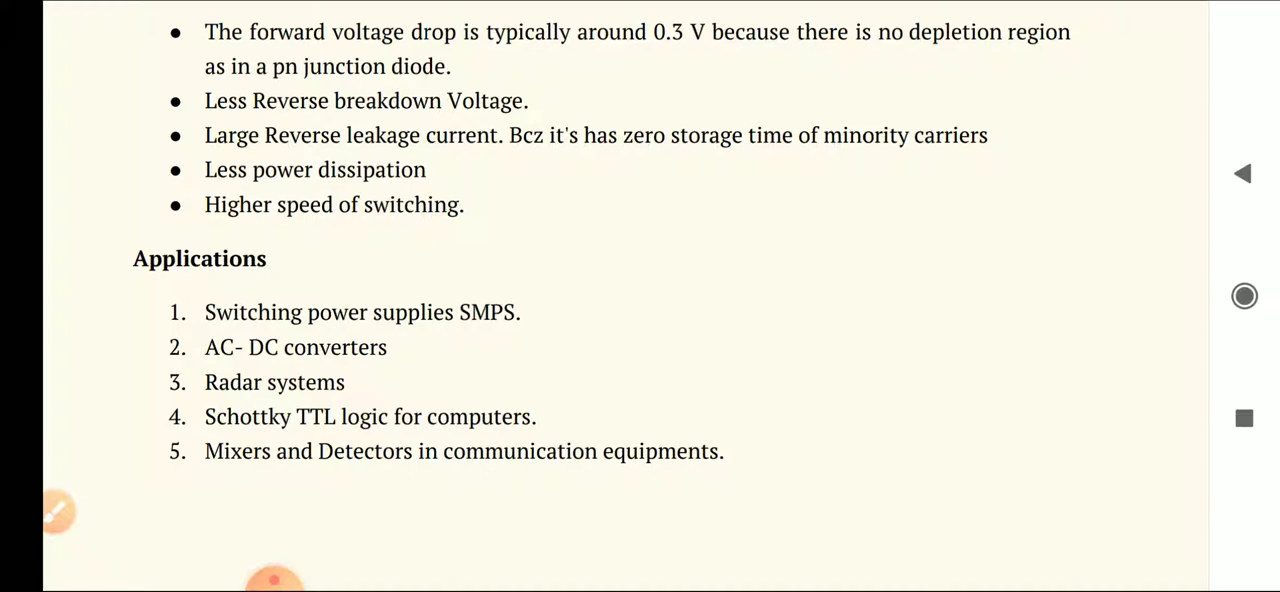 ● The forward voltage drop is typically around 0.3 V because there is no depletion region
as in a pn junction diode.
● Less Reverse breakdown Voltage.
● Large Reverse leakage current. Bcz it's has zero storage time of minority carriers
● Less power dissipation
● Higher speed of switching.
Applications
1. Switching power supplies SMPS.
2. AC- DC converters
3. Radar systems
4. Schottky TTL logic for computers.
5. Mixers and Detectors in communication equipments.